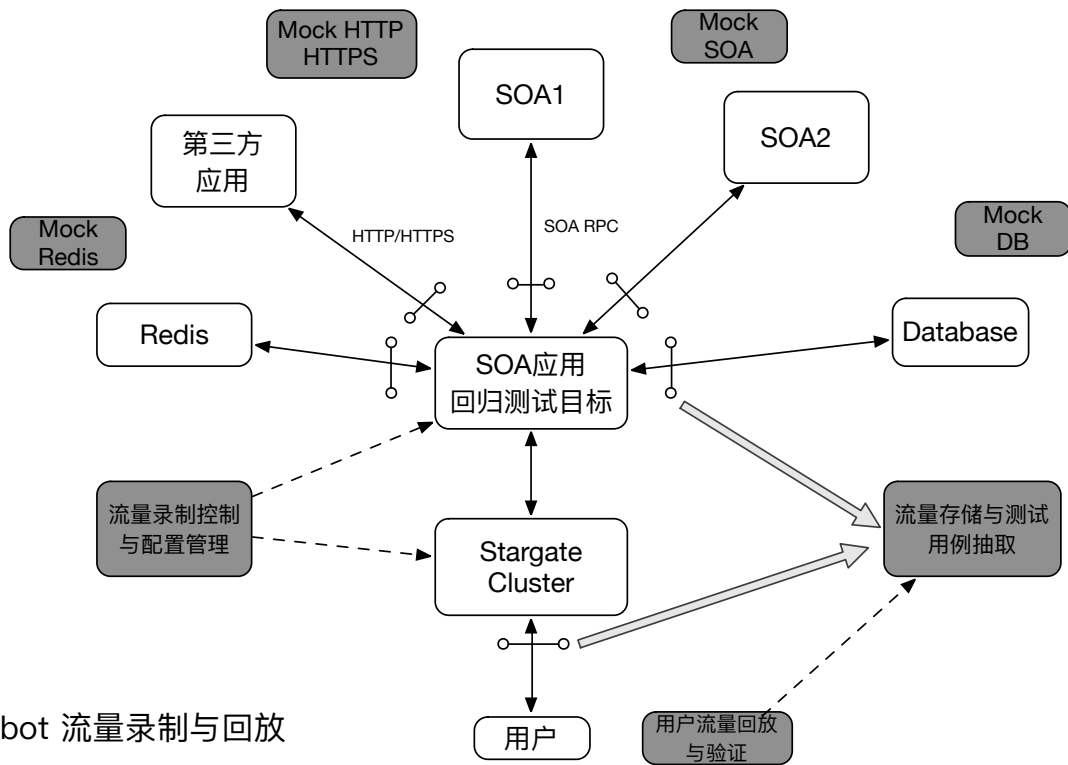 Mock HTTP
HTTPS
Mock
SOA
SOA1
SOA2
第三方
应用
Mock
Redis
HTTP/HTTPS
SOA RPC
Mock
DB
Redis
SOA应用
回归测试目标
Database
流量录制控制
与配置管理
Stargate
Cluster
流量存储与测试
用例抽取
bot 流量录制与回放
用户
用户流量回放
与验证